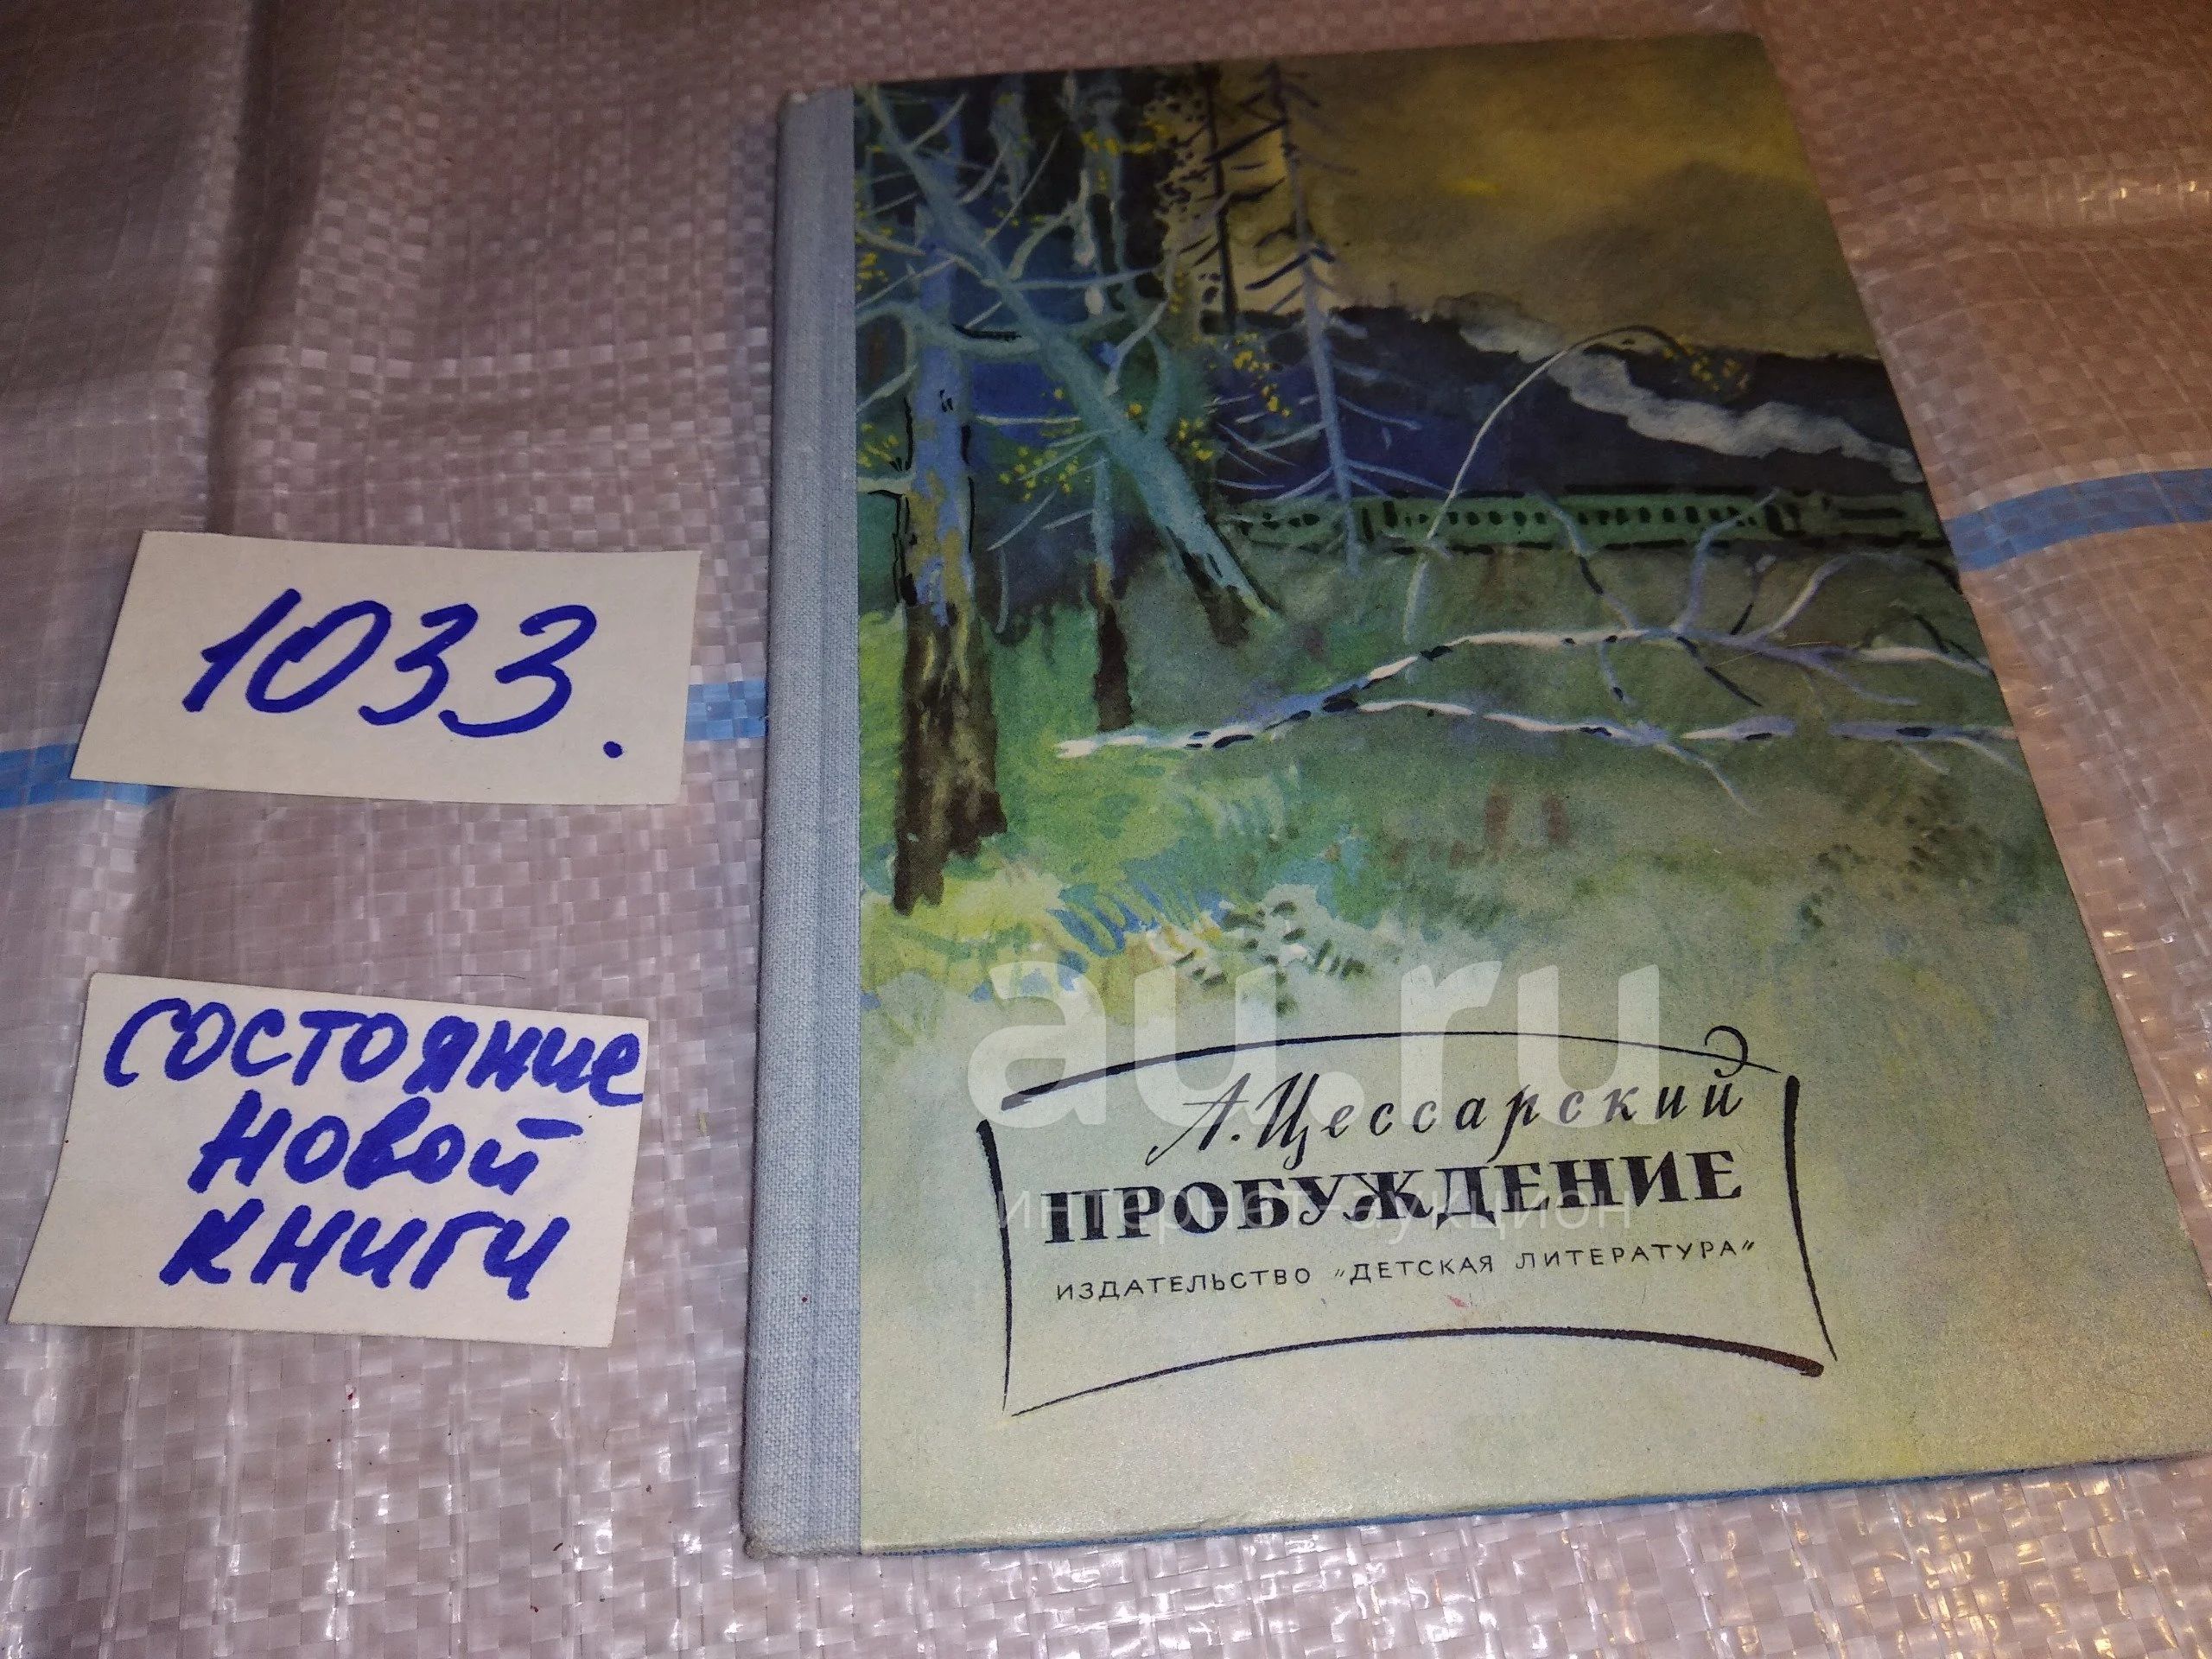 1033.
СОСТОЯНИЕ
НОВОЙ
КНИГИ
au.ru
интернет-аукцион
А. Цессарский
ПРОБУЖДЕНИЕ
ИЗДАТЕЛЬСТВО "ДЕТСКАЯ ЛИТЕРАТУРА"